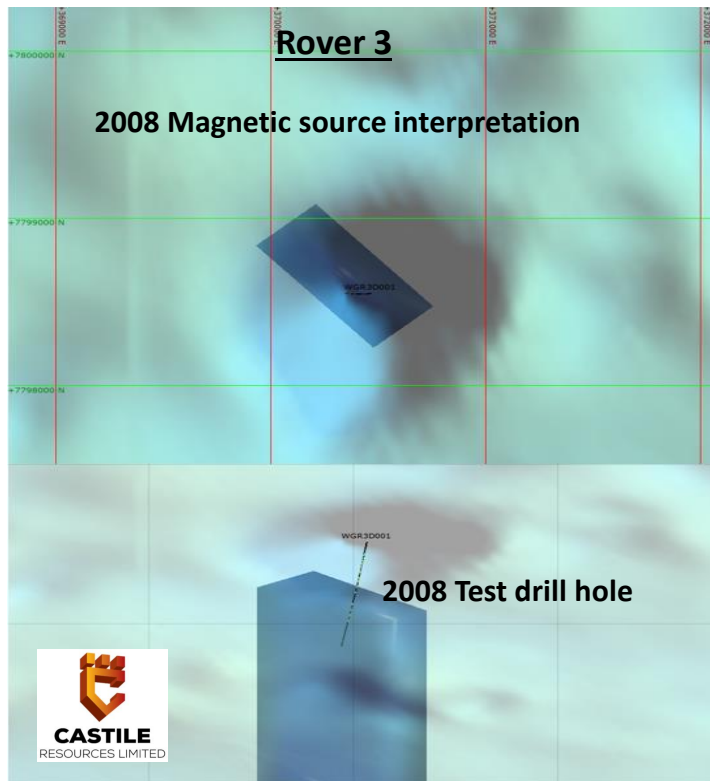 369000 E
370000 E
371000 E
372000 E
Rover 3
+7800000 N
2008 Magnetic source interpretation
+7799000 N
WGR3D001
+7798000 N
WGR3D001
2008 Test drill hole
CASTILE
RESOURCES LIMITED